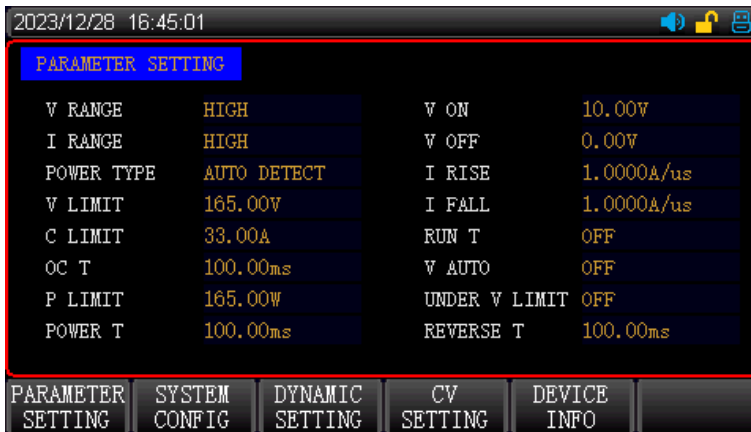 2023/12/28 16:45:01
PARAMETER SETTING
V RANGE HIGH V ON 10.00V
I RANGE HIGH V OFF 0.00V
POWER TYPE AUTO DETECT I RISE 1.0000A/us
V LIMIT 165.00V I FALL 1.0000A/us
C LIMIT 33.00A RUN T OFF
OC T 100.00ms V AUTO OFF
P LIMIT 165.00W UNDER V LIMIT OFF
POWER T 100.00ms REVERSE T 100.00ms
PARAMETER SYSTEM DYNAMIC CV DEVICE
SETTING CONFIG SETTING SETTING INFO